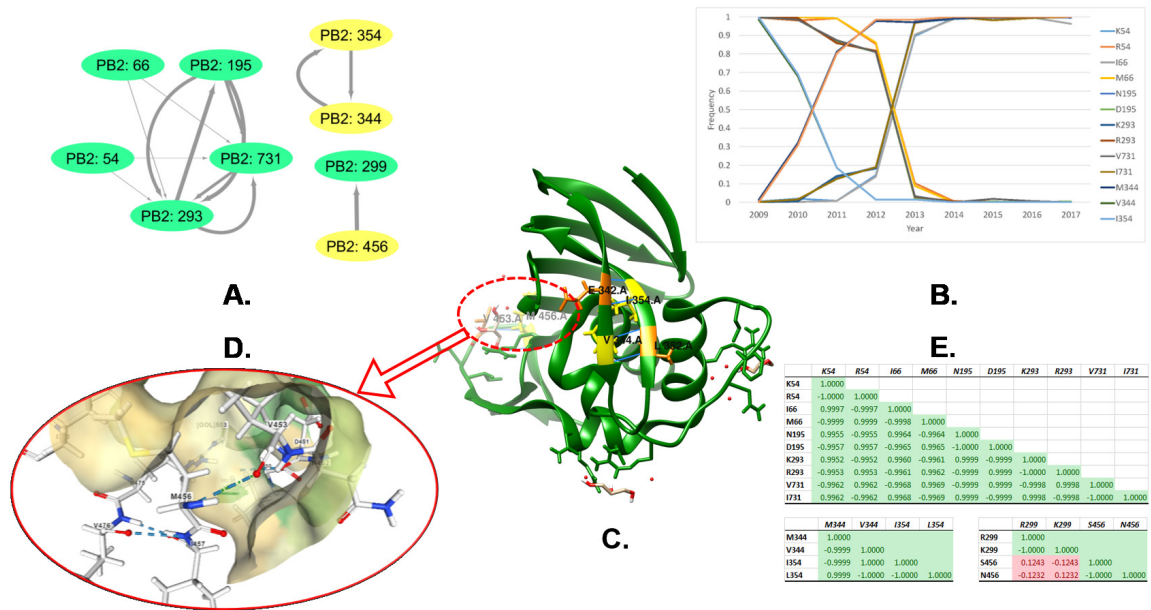 PB2: 66
PB2: 195
PB2: 54
PB2: 731
PB2: 293
PB2: 354
PB2: 344
PB2: 299
PB2: 456
A.
1
0.9
0.8
0.7
0.6
0.5
0.4
0.3
0.2
0.1
0
Frequency
2009 2010 2011 2012 2013 2014 2015 2016 2017
Year
K54
R54
I66
M66
N195
D195
K293
R293
V731
I731
M344
V344
I354
B.
E 342.A
L354.A
V 453.A
M 456.A
V 344.A
C.
D.
V453
D451
M456
V476
E.
K54 R54 I66 M66 N195 D195 K293 R293 V731 I731
K54 1.0000
R54 -1.0000 1.0000
I66 0.9997 -0.9997 1.0000
M66 -0.9999 0.9999 -0.9998 1.0000
N195 0.9955 -0.9955 0.9964 -0.9964 1.0000
D195 -0.9957 0.9957 -0.9965 0.9965 -1.0000 1.0000
K293 0.9952 -0.9952 0.9960 -0.9961 0.9999 -0.9999 1.0000
R293 -0.9953 0.9953 -0.9961 0.9962 -0.9999 0.9999 -1.0000 1.0000
V731 -0.9962 0.9962 -0.9968 0.9969 -0.9999 0.9999 -0.9998 0.9998 1.0000
I731 0.9962 -0.9962 0.9968 -0.9969 0.9999 -0.9999 0.9998 -0.9998 -1.0000 1.0000
M344 V344 I354 L354
M344 1.0000
V344 -0.9999 1.0000
I354 -0.9999 1.0000 1.0000
L354 0.9999 -1.0000 -1.0000 1.0000
R299 K299 S456 N456
R299 1.0000
K299 -1.0000 1.0000
S456 0.1243 -0.1243 1.0000
N456 -0.1232 0.1232 -1.0000 1.0000